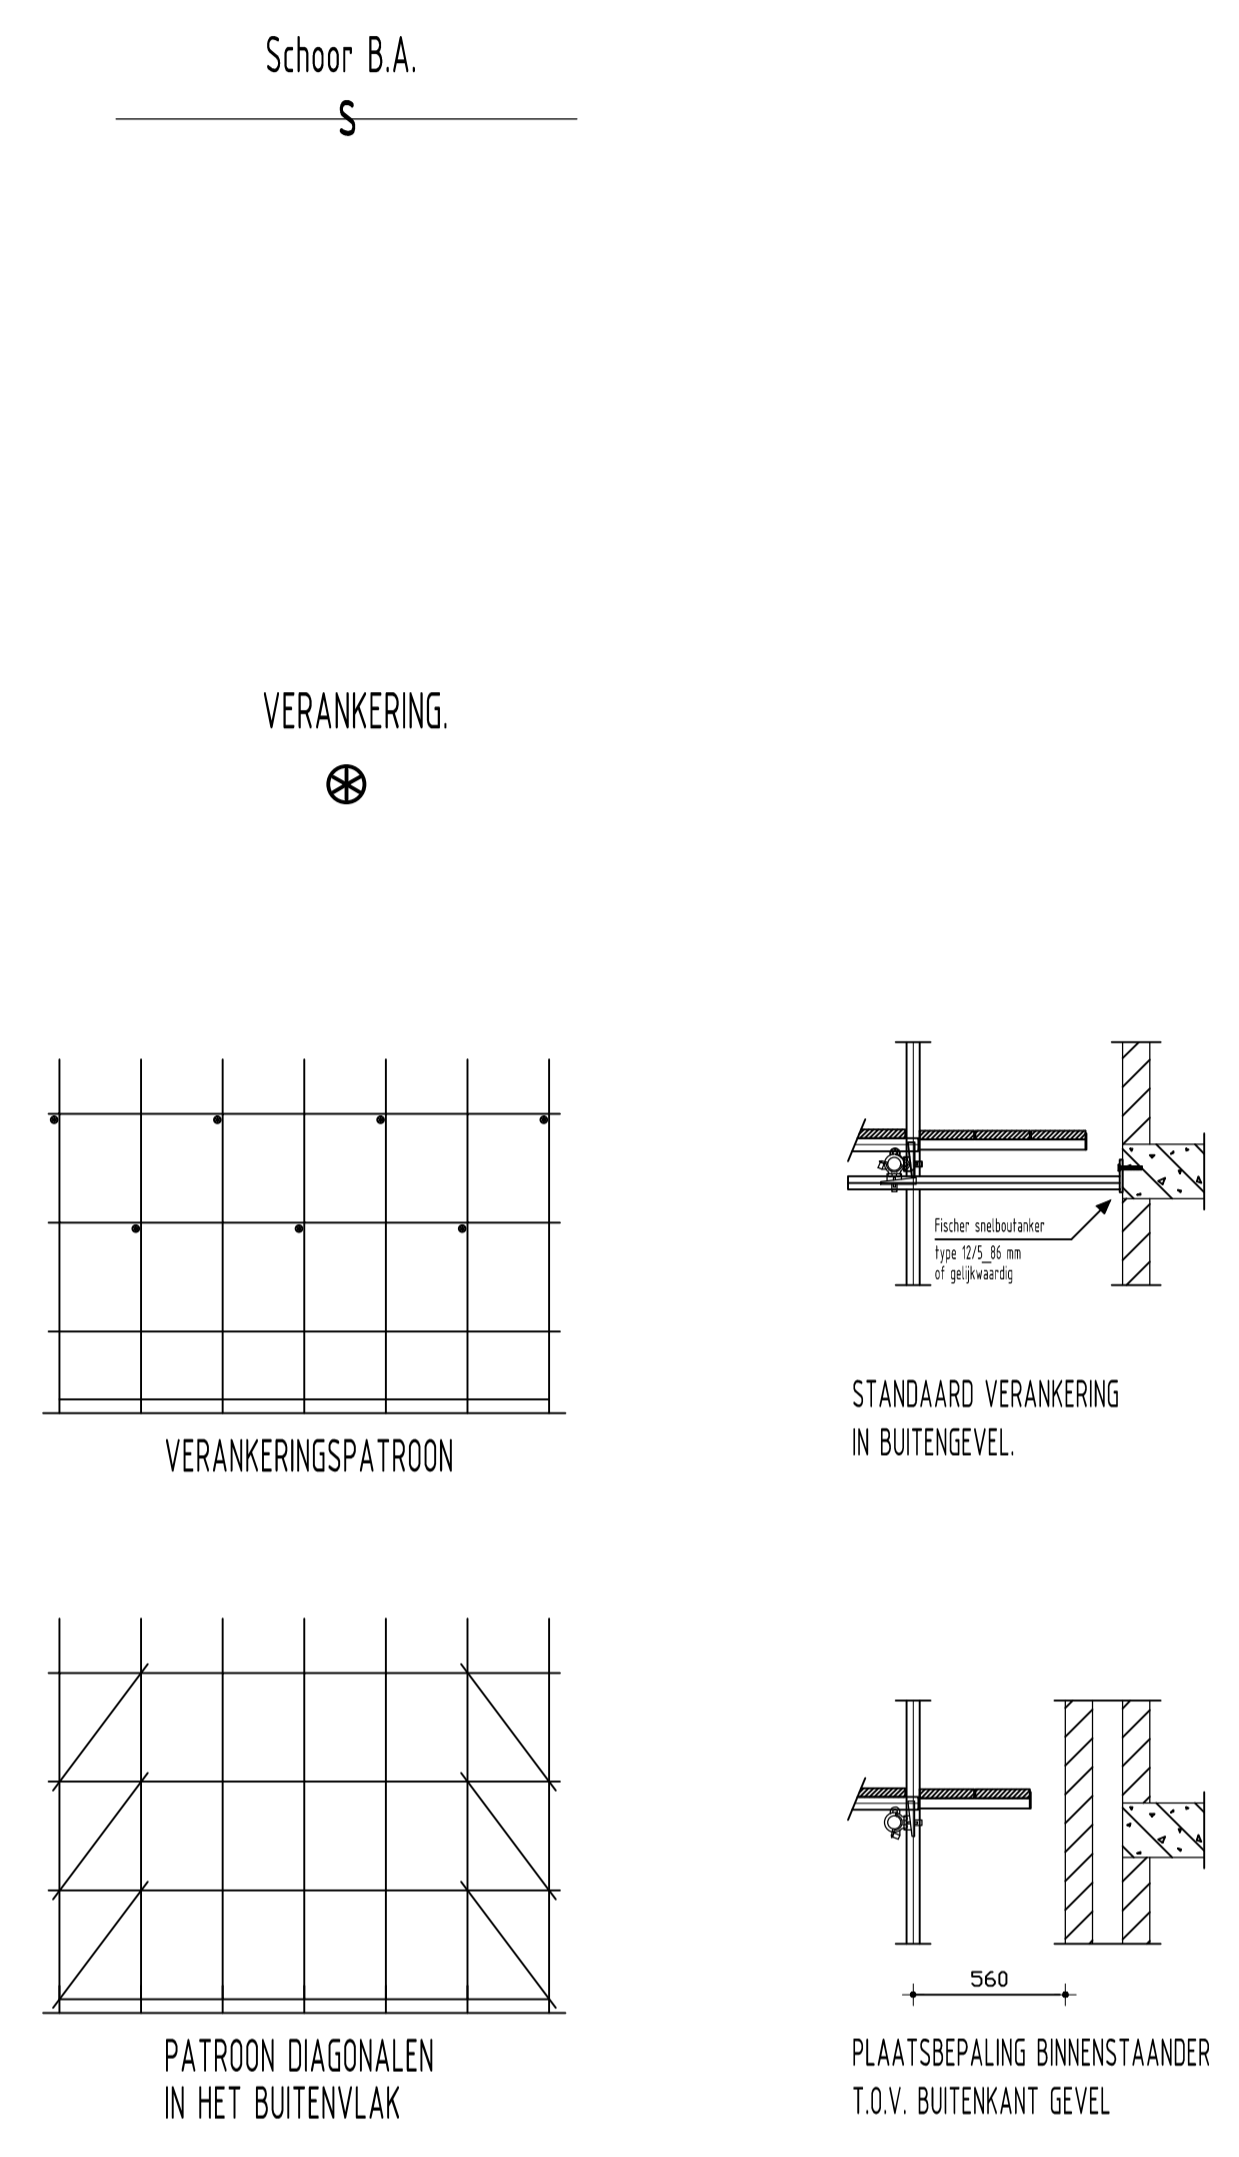 Schoor B.A.
S
VERANKERING.
Fischer snelboutanker
type 12/5_86 mm
of gelijkwaardig
VERANKERINGSPATROON
STANDAARD VERANKERING
IN BUITENGEVEL.
560
PATROON DIAGONALEN
IN HET BUITENVLAK
PLAATSBEPALING BINNENSTAANDER
T.O.V. BUITENKANT GEVEL